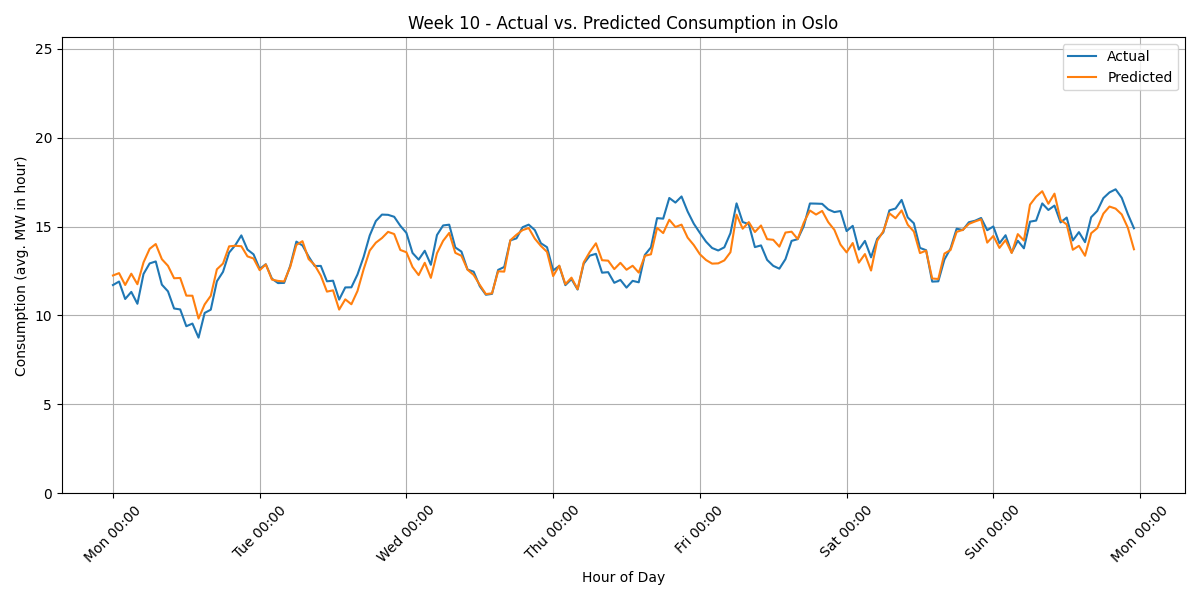 Week 10 - Actual vs. Predicted Consumption in Oslo
Actual
Predicted
Consumption (avg. MW in hour)
25
20
15
10
5
0
Mon 00:00
Tue 00:00
Wed 00:00
Thu 00:00
Fri 00:00
Sat 00:00
Sun 00:00
Mon 00:00
Hour of Day